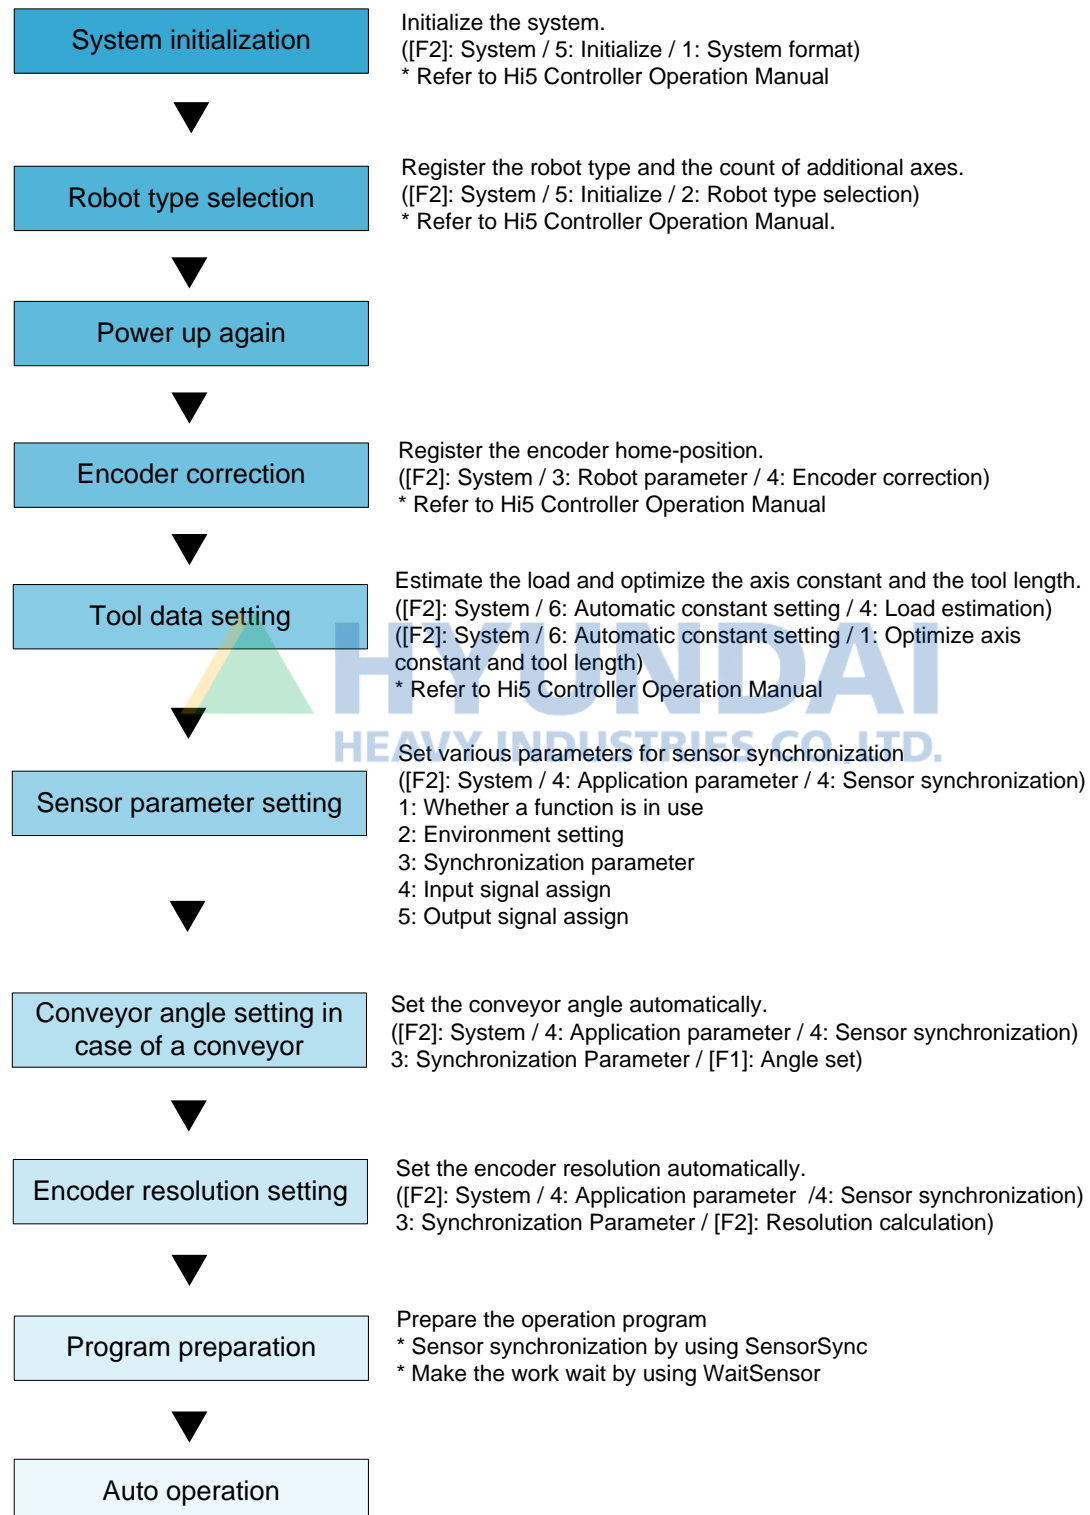 System initialization
Initialize the system.
([F2]: System / 5: Initialize / 1: System format)
* Refer to Hi5 Controller Operation Manual
Robot type selection
Register the robot type and the count of additional axes.
([F2]: System / 5: Initialize / 2: Robot type selection)
* Refer to Hi5 Controller Operation Manual.
Power up again
Encoder correction
Register the encoder home-position.
([F2]: System / 3: Robot parameter / 4: Encoder correction)
* Refer to Hi5 Controller Operation Manual
Tool data setting
Estimate the load and optimize the axis constant and the tool length.
([F2]: System / 6: Automatic constant setting / 4: Load estimation)
([F2]: System / 6: Automatic constant setting / 1: Optimize axis
constant and tool length)
* Refer to Hi5 Controller Operation Manual
HYUNDAI
HEAVY INDUSTRIES CO., LTD.
Sensor parameter setting
Set various parameters for sensor synchronization
([F2]: System / 4: Application parameter / 4: Sensor synchronization)
1: Whether a function is in use
2: Environment setting
3: Synchronization parameter
4: Input signal assign
5: Output signal assign
Conveyor angle setting in
case of a conveyor
Set the conveyor angle automatically.
([F2]: System / 4: Application parameter / 4: Sensor synchronization)
3: Synchronization Parameter / [F1]: Angle set)
Encoder resolution setting
Set the encoder resolution automatically.
([F2]: System / 4: Application parameter /4: Sensor synchronization)
3: Synchronization Parameter / [F2]: Resolution calculation)
Program preparation
Prepare the operation program
* Sensor synchronization by using SensorSync
* Make the work wait by using WaitSensor
Auto operation